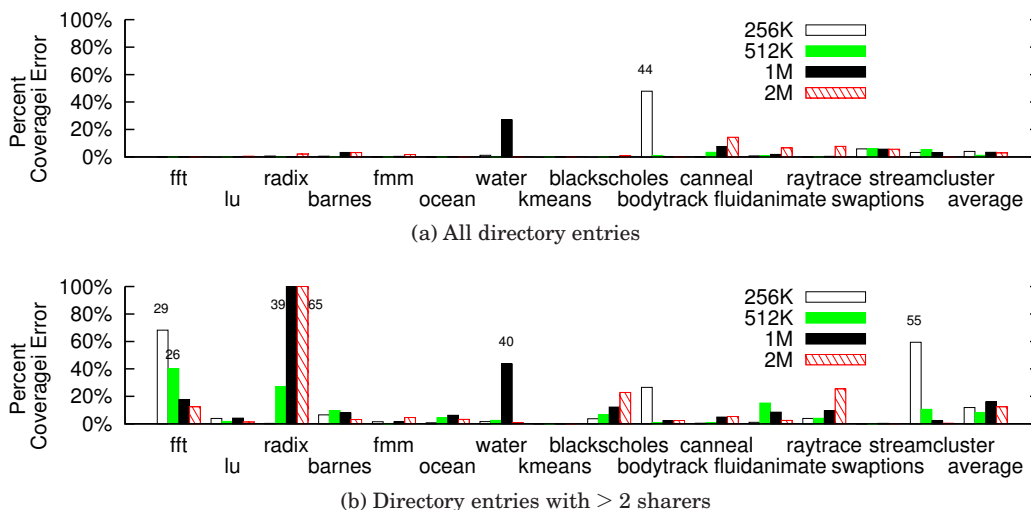 100%
80%
60%
40%
20%
0%
Percent
Coveragei Error
44
256K
512K
1M
2M
fft radix fmm water blackscholes canneal raytrace streamcluster
lu barnes ocean kmeans bodytrack fluidanimate swaptions average
(a) All directory entries
100%
80%
60%
40%
20%
0%
Percent
Coveragei Error
29
26
39 65
40
55
256K
512K
1M
2M
fft radix fmm water blackscholes canneal raytrace streamcluster
lu barnes ocean kmeans bodytrack fluidanimate swaptions average
(b) Directory entries with > 2 sharers